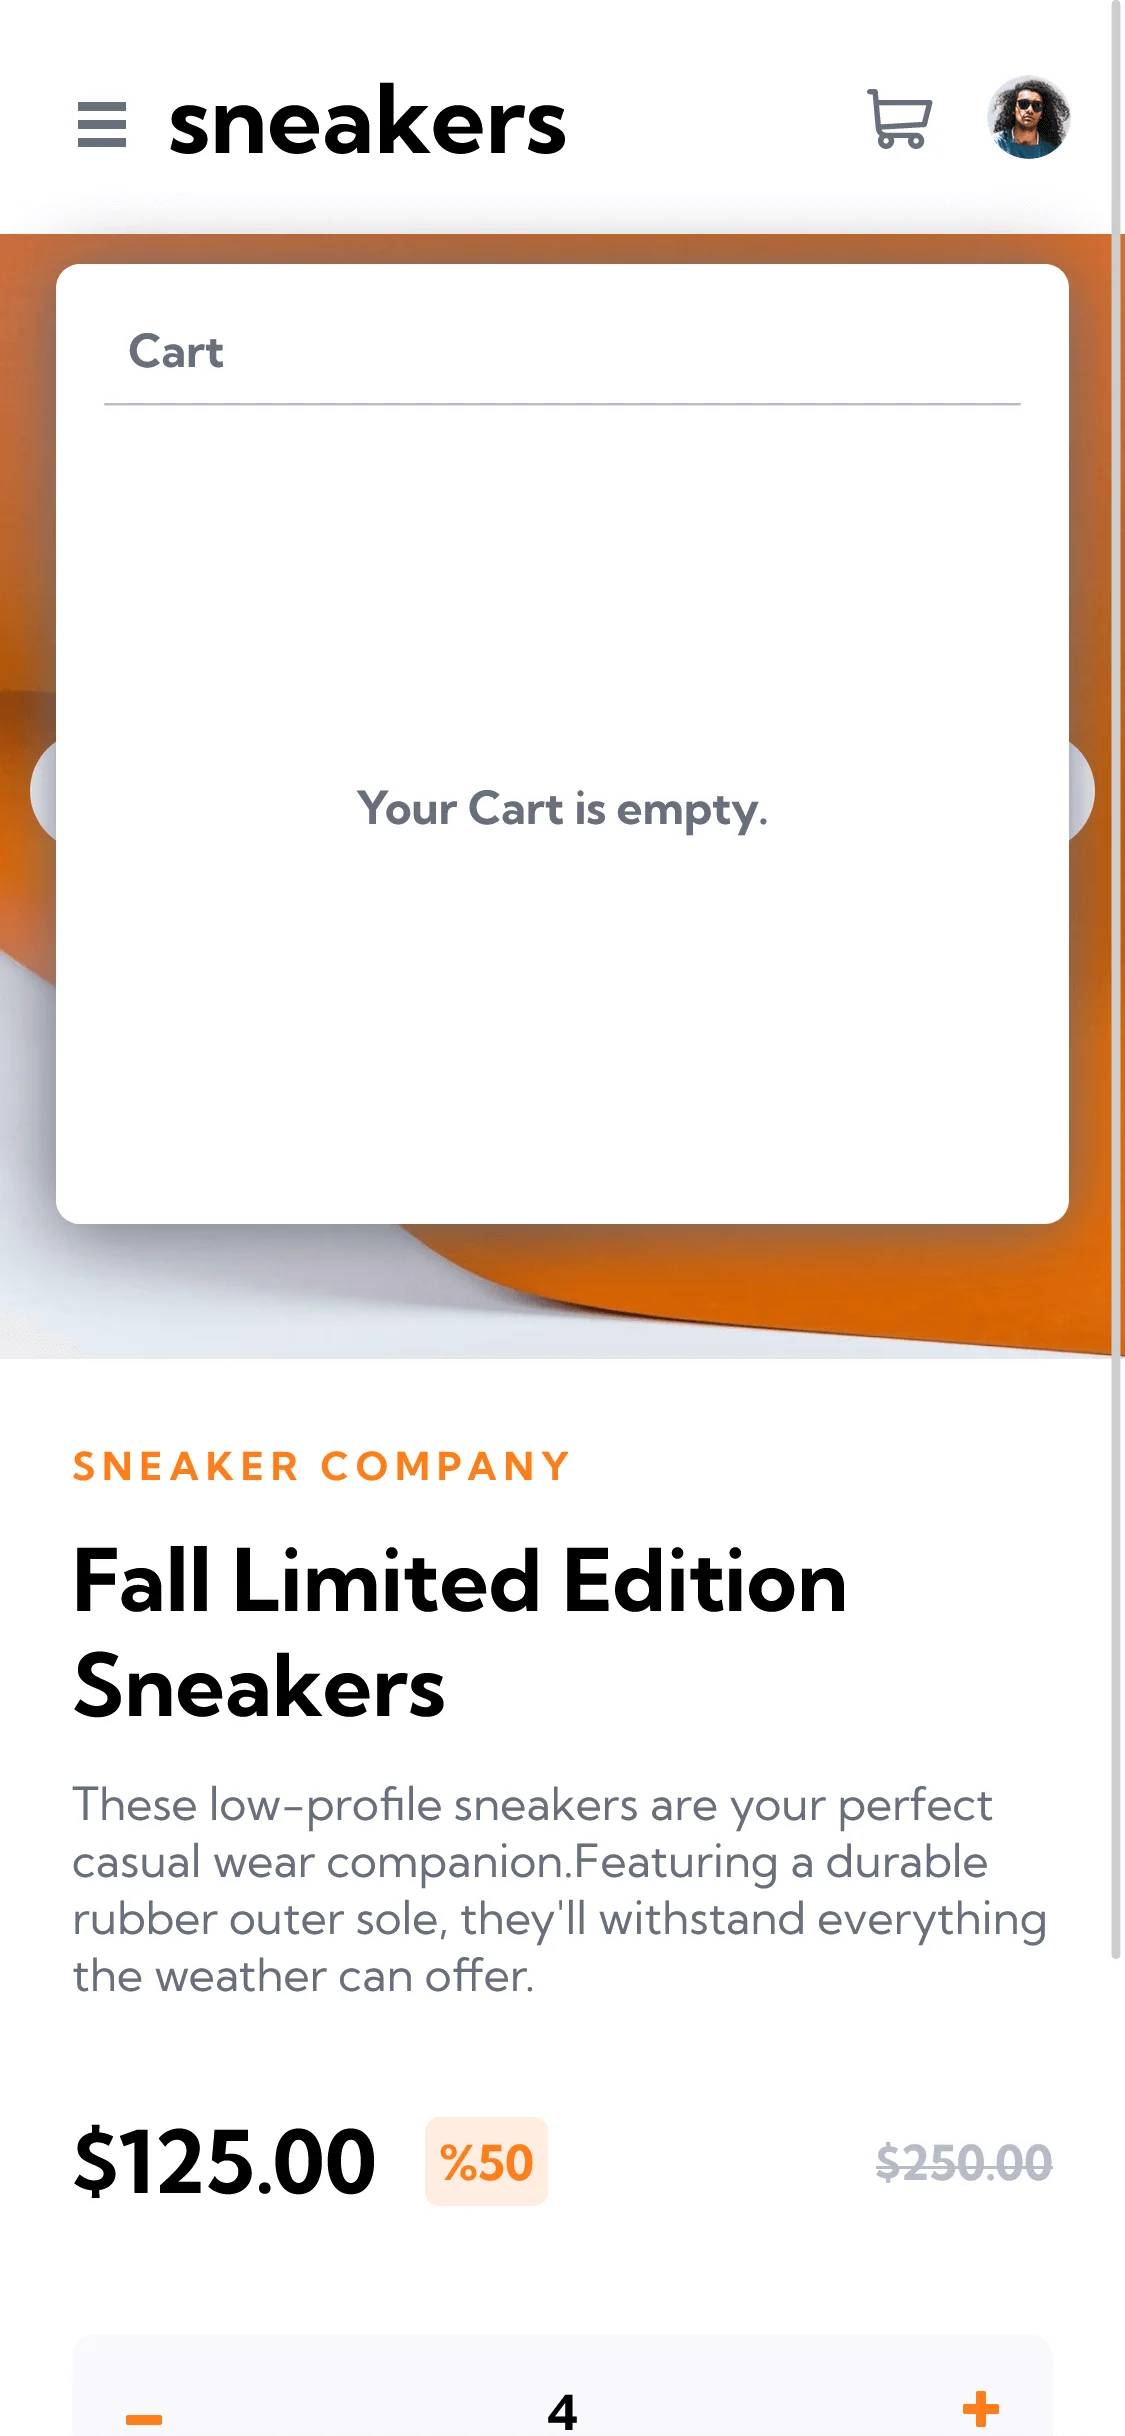 sneakers
Cart
Your Cart is empty.
SNEAKER COMPANY
Fall Limited Edition
Sneakers
These low-profile sneakers are your perfect
casual wear companion.Featuring a durable
rubber outer sole, they'll withstand everything
the weather can offer.
$125.00 %50 $250.00
4